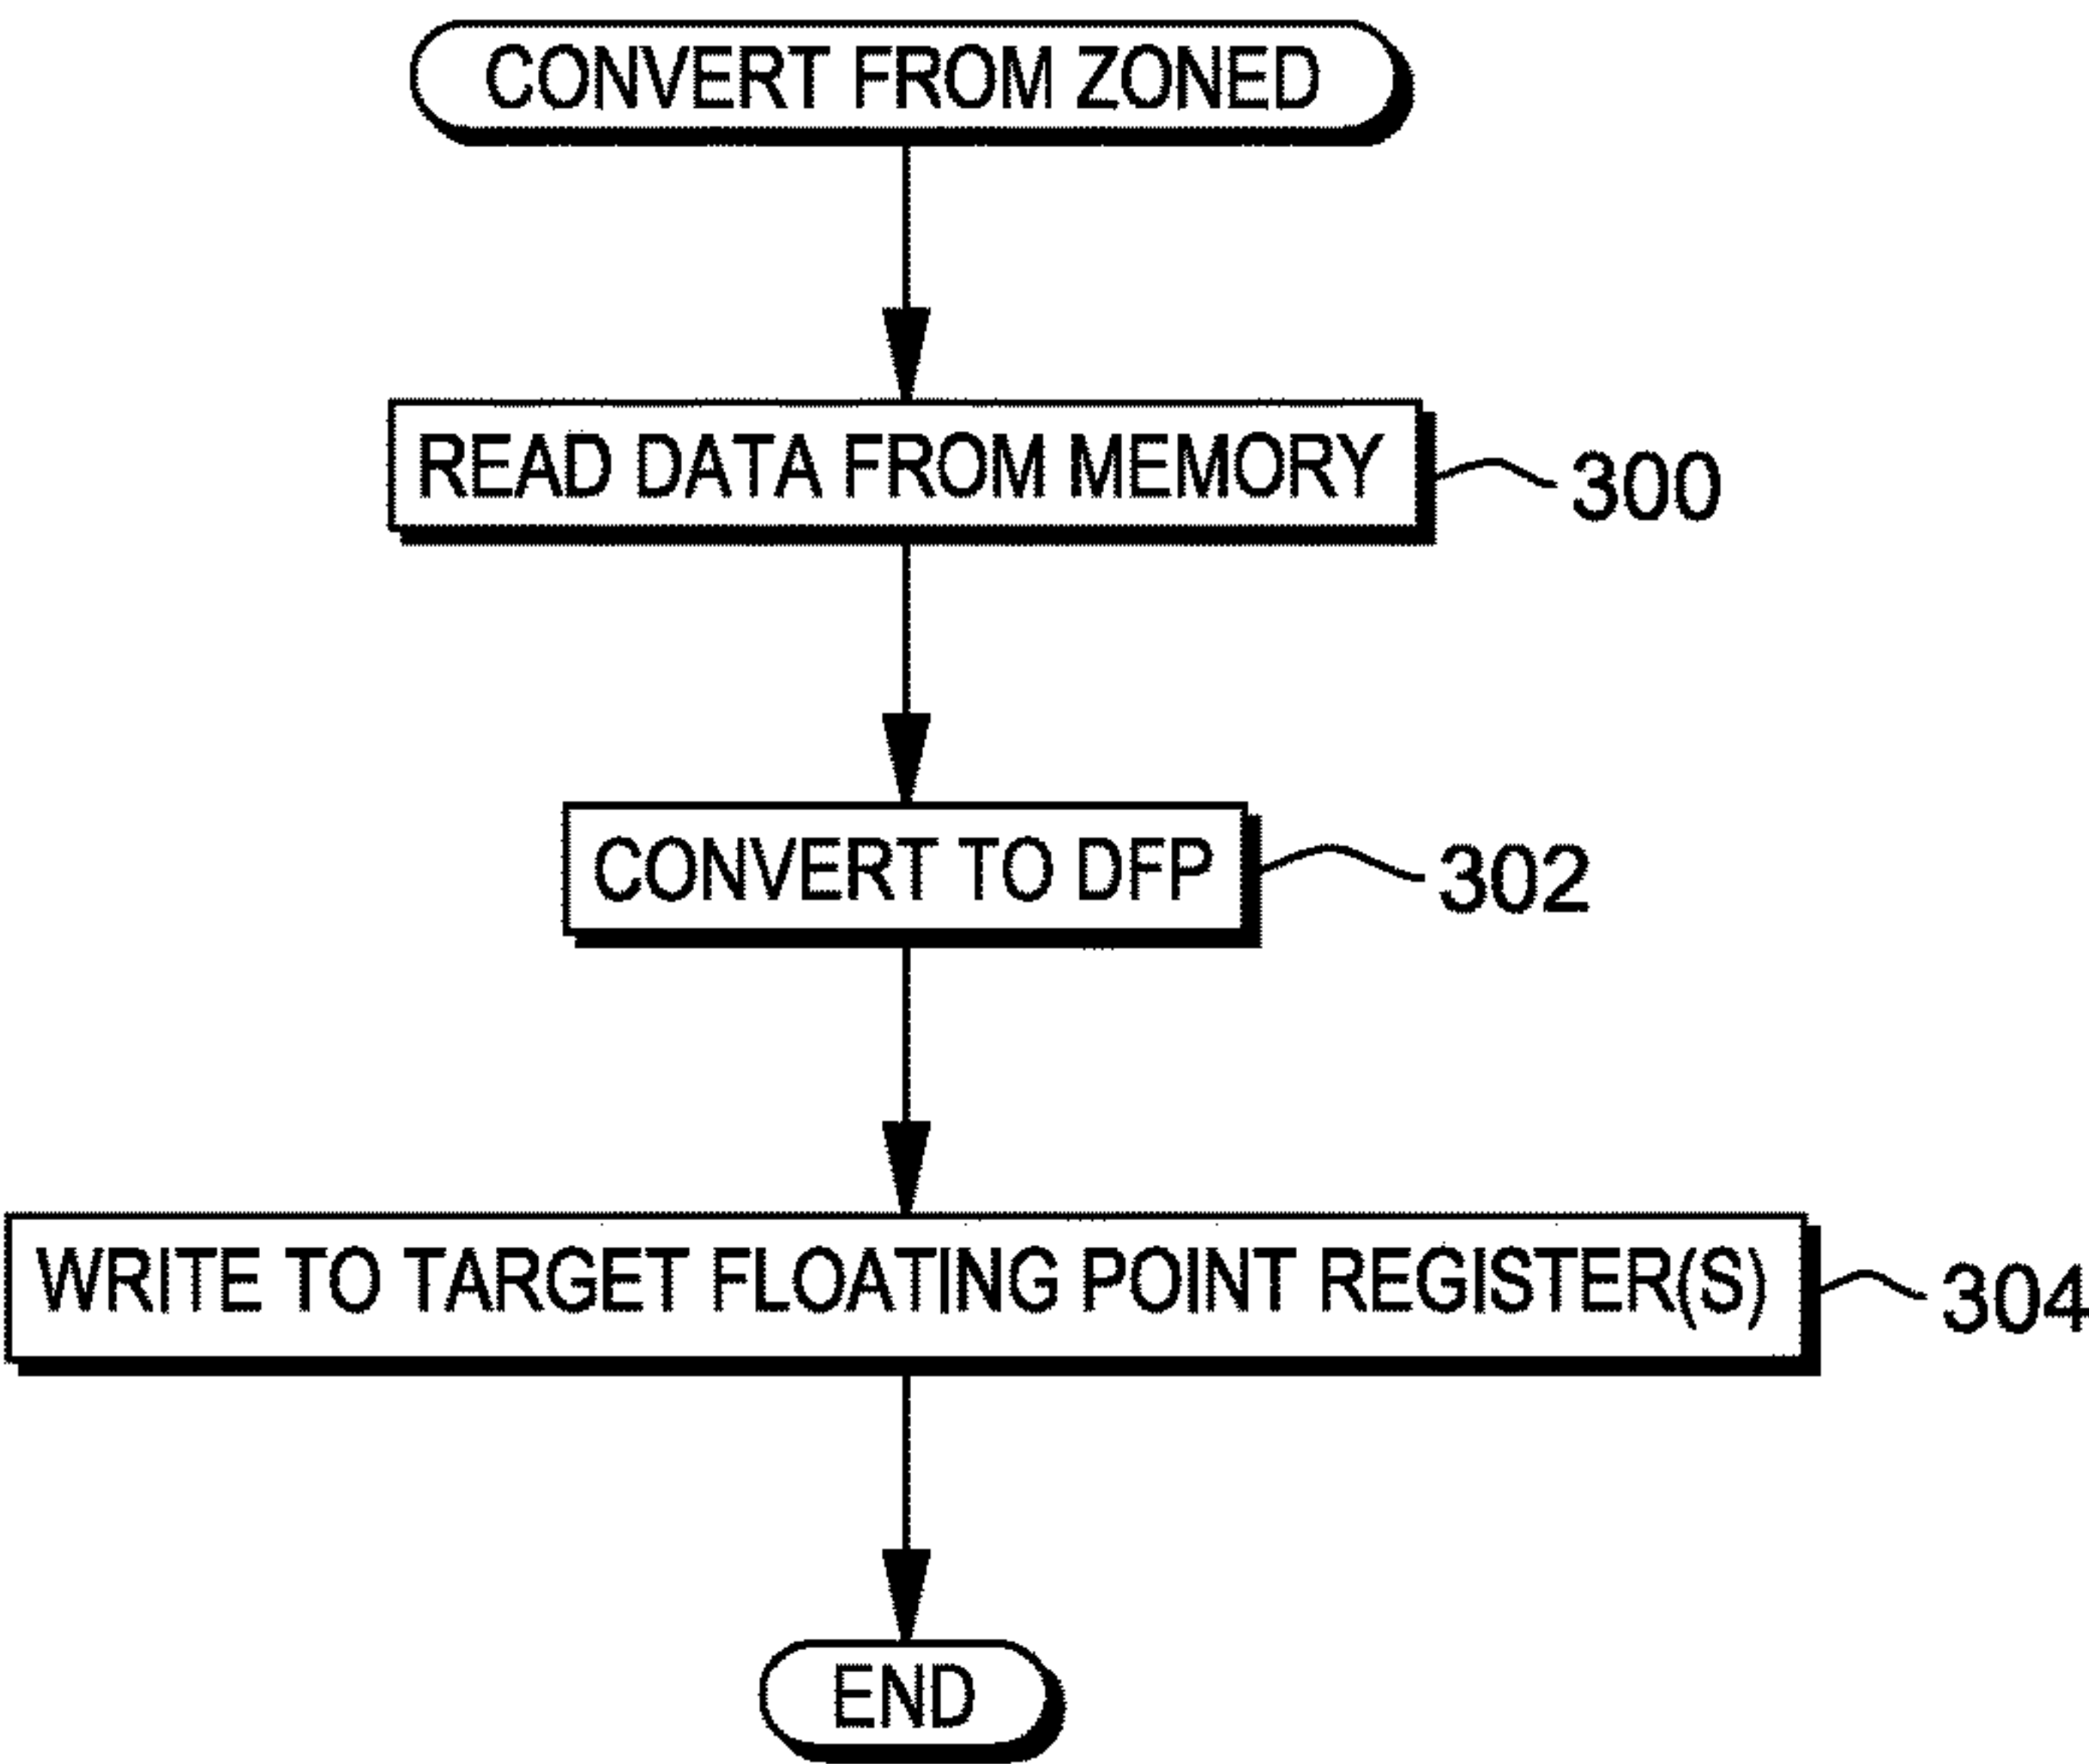 CONVERT FROM ZONED
READ DATA FROM MEMORY
300
CONVERT TO DFP
302
WRITE TO TARGET FLOATING POINT REGISTER(S)
304
END